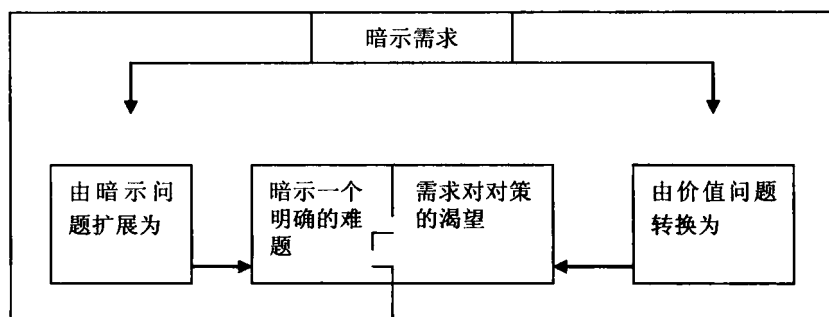 暗示需求
由暗示问
题扩展为
暗示一个
明确的难
题
需求对对策
的渴望
由价值问题
转换为